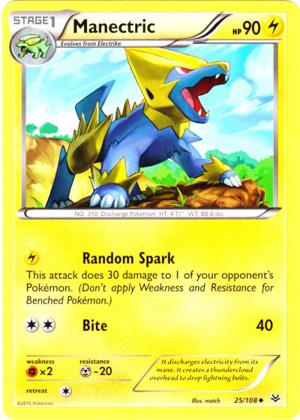 STAGE1 Manectric HP90
Evolves from Electrike
NO. 310 Discharge Pokémon HT: 4'11" WT: 88.6 lbs.
Random Spark
This attack does 30 damage to 1 of your opponent's
Pokémon. (Don't apply Weakness and Resistance for
Benched Pokémon.)
Bite 40
weakness resistance
×2 -20
retreat
It discharges electricity from its
mane. It creates a thundercloud
overhead to drop lightning bolts.
©2015 Pokémon Illus. match 25/108